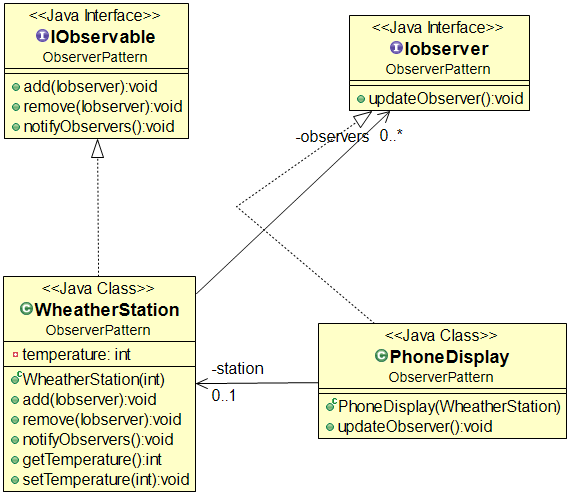 <<Java Interface>>
IObservable
ObserverPattern
add(Iobserver):void
remove(Iobserver):void
notifyObservers():void
<<Java Interface>>
Iobserver
ObserverPattern
updateObserver():void
-observers
0..*
<<Java Class>>
WheatherStation
ObserverPattern
temperature: int
WheatherStation(int)
add(Iobserver):void
remove(Iobserver):void
notifyObservers():void
getTemperature():int
setTemperature(int):void
-station
0..1
<<Java Class>>
PhoneDisplay
ObserverPattern
PhoneDisplay(WheatherStation)
updateObserver():void